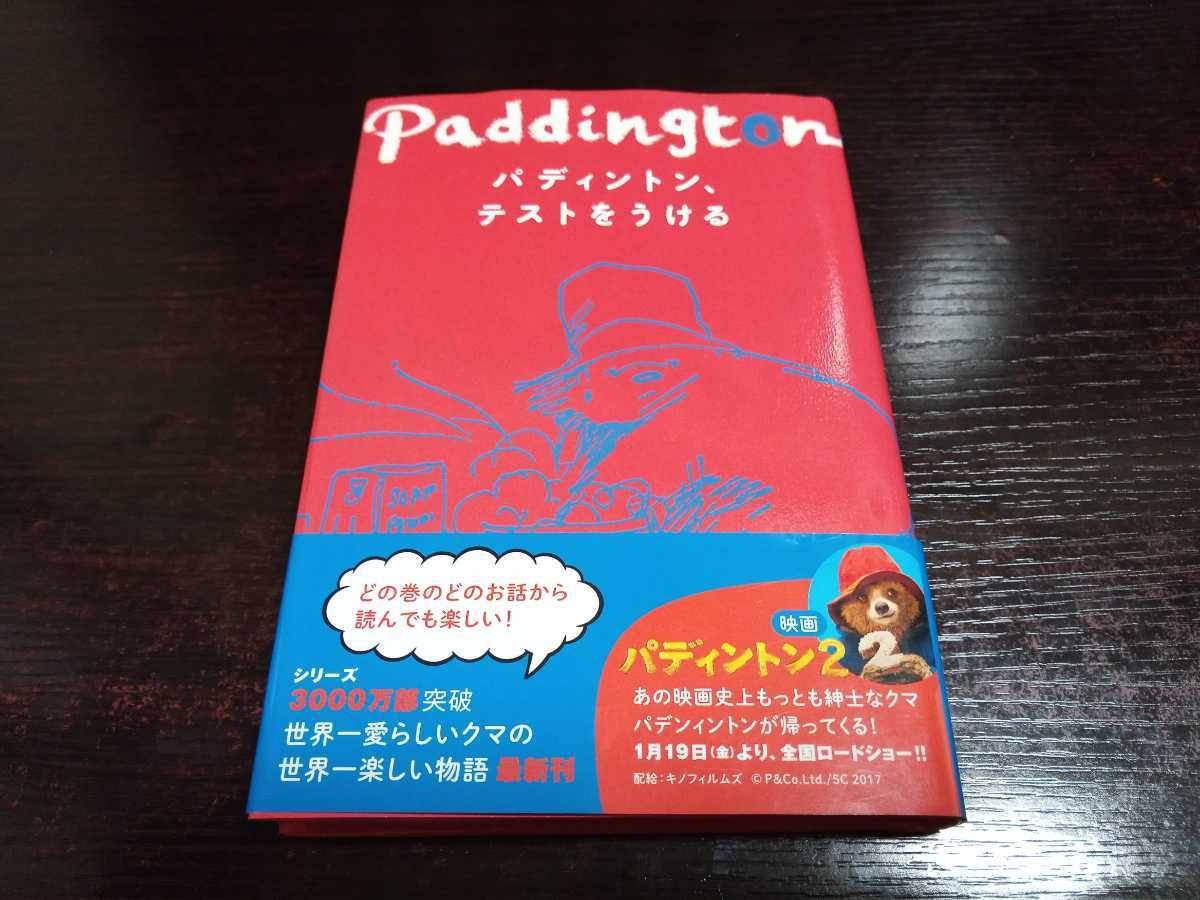 Paddington
パディントン、
テストをうける
SOAP
どの巻のどのお話から
読んでも楽しい!
シリーズ
3000万部突破
世界一愛らしいクマの
世界一楽しい物語 最新刊
映画
パディントン2
2
あの映画史上もっとも紳士なクマ
パデンィントンが帰ってくる!
1月19日(金)より、全国ロードショー!!
配給:キノフィルムズ ©P&Co.Ltd./SC 2017